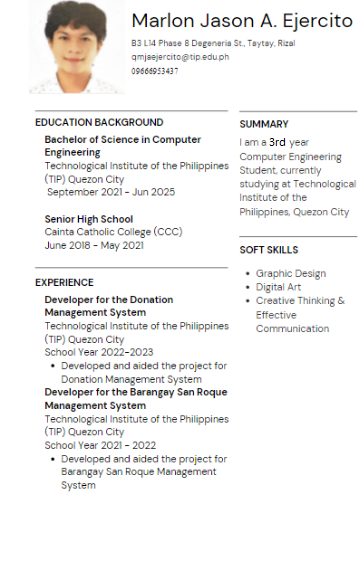 Marlon Jason A. Ejercito
B3 L14 Phase 8 Degeneria St., Taytay, Rizal
qmjaejercito@tip.edu.ph
09666953437
EDUCATION BACKGROUND
Bachelor of Science in Computer
Engineering
Technological Institute of the Philippines
(TIP) Quezon City
September 2021 - Jun 2025
Senior High School
Cainta Catholic College (CCC)
June 2018 - May 2021
EXPERIENCE
Developer for the Donation
Management System
Technological Institute of the Philippines
(TIP) Quezon City
School Year 2022-2023
• Developed and aided the project for
Donation Management System
Developer for the Barangay San Roque
Management System
Technological Institute of the Philippines
(TIP) Quezon City
School Year 2021 - 2022
• Developed and aided the project for
Barangay San Roque Management
System
SUMMARY
I am a 3rd year
Computer Engineering
Student, currently
studying at Technological
Institute of the
Philippines, Quezon City
SOFT SKILLS
• Graphic Design
• Digital Art
• Creative Thinking &
Effective
Communication